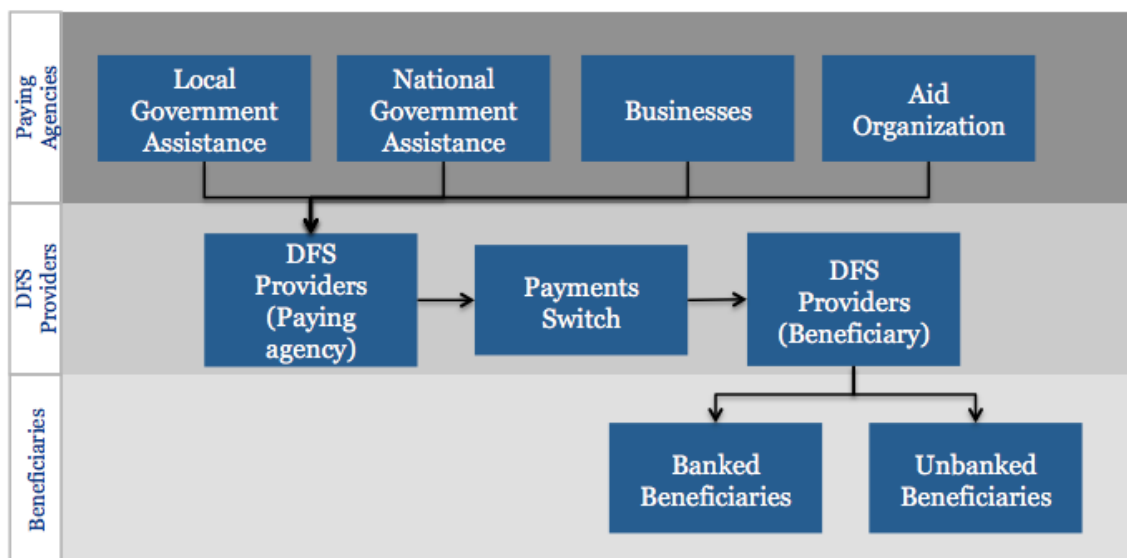 Paying
Agencies
Local
Government
Assistance
National
Government
Assistance
Businesses
Aid
Organization
DFS
Providers
DFS
Providers
(Paying
agency)
Payments
Switch
DFS
Providers
(Beneficiary)
Beneficiaries
Banked
Beneficiaries
Unbanked
Beneficiaries